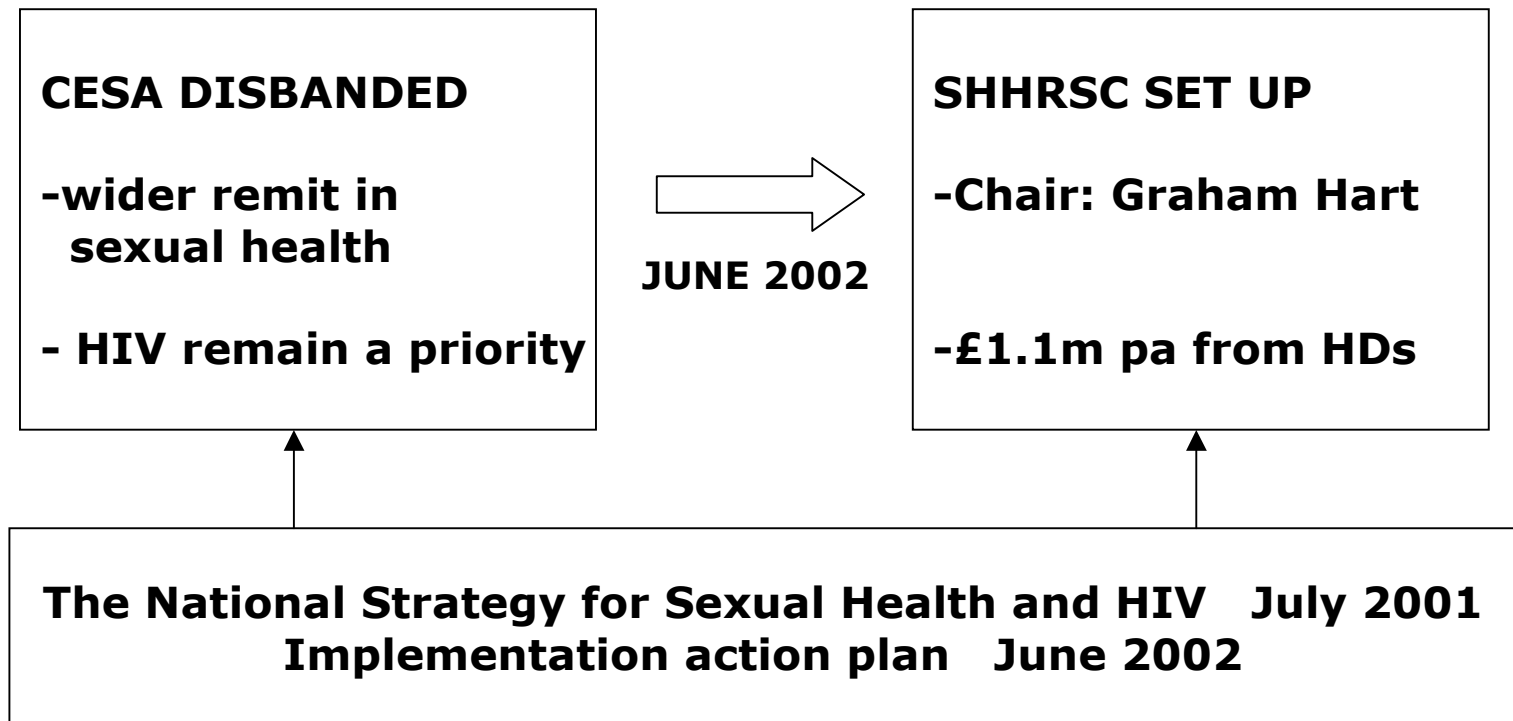 CESA DISBANDED
-wider remit in
sexual health
- HIV remain a priority
JUNE 2002
SHHRSC SET UP
-Chair: Graham Hart
-£1.1m pa from HDs
The National Strategy for Sexual Health and HIV July 2001
Implementation action plan June 2002